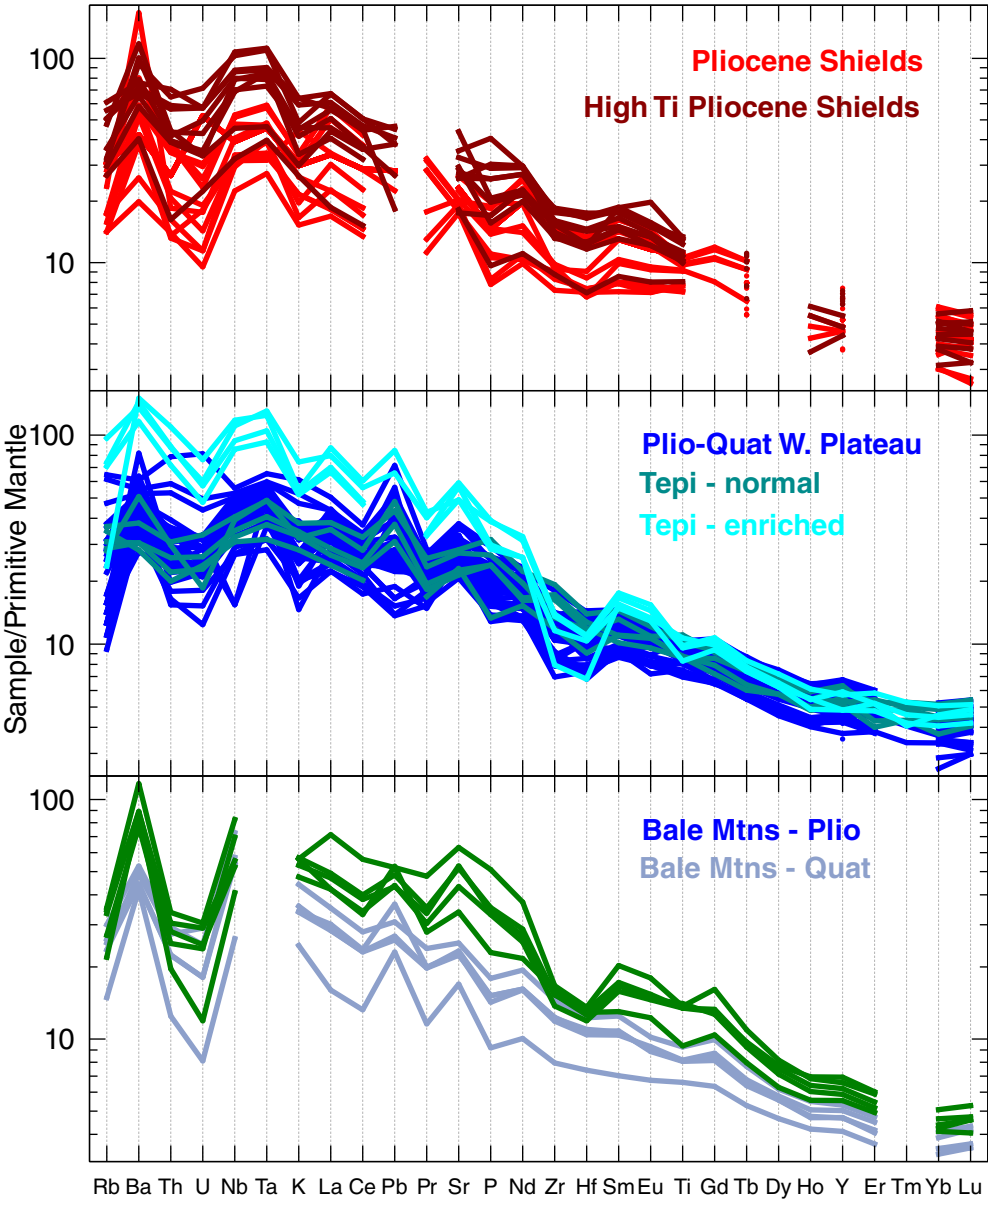 100
10
Pliocene Shields
High Ti Pliocene Shields
Sample/Primitive Mantle
100
10
Plio-Quat W. Plateau
Tepi - normal
Tepi - enriched
100
10
Bale Mtns - Plio
Bale Mtns - Quat
Rb Ba Th U Nb Ta K La Ce Pb Pr Sr P Nd Zr Hf Sm Eu Ti Gd Tb Dy Ho Y Er Tm Yb Lu